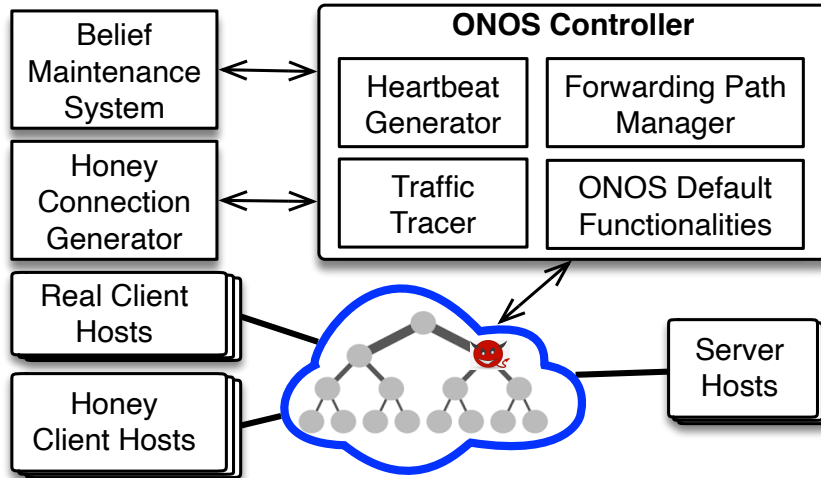 Belief
Maintenance
System
ONOS Controller
Heartbeat
Generator
Forwarding Path
Manager
Honey
Connection
Generator
Traffic
Tracer
ONOS Default
Functionalities
Real Client
Hosts
Honey
Client Hosts
Server
Hosts